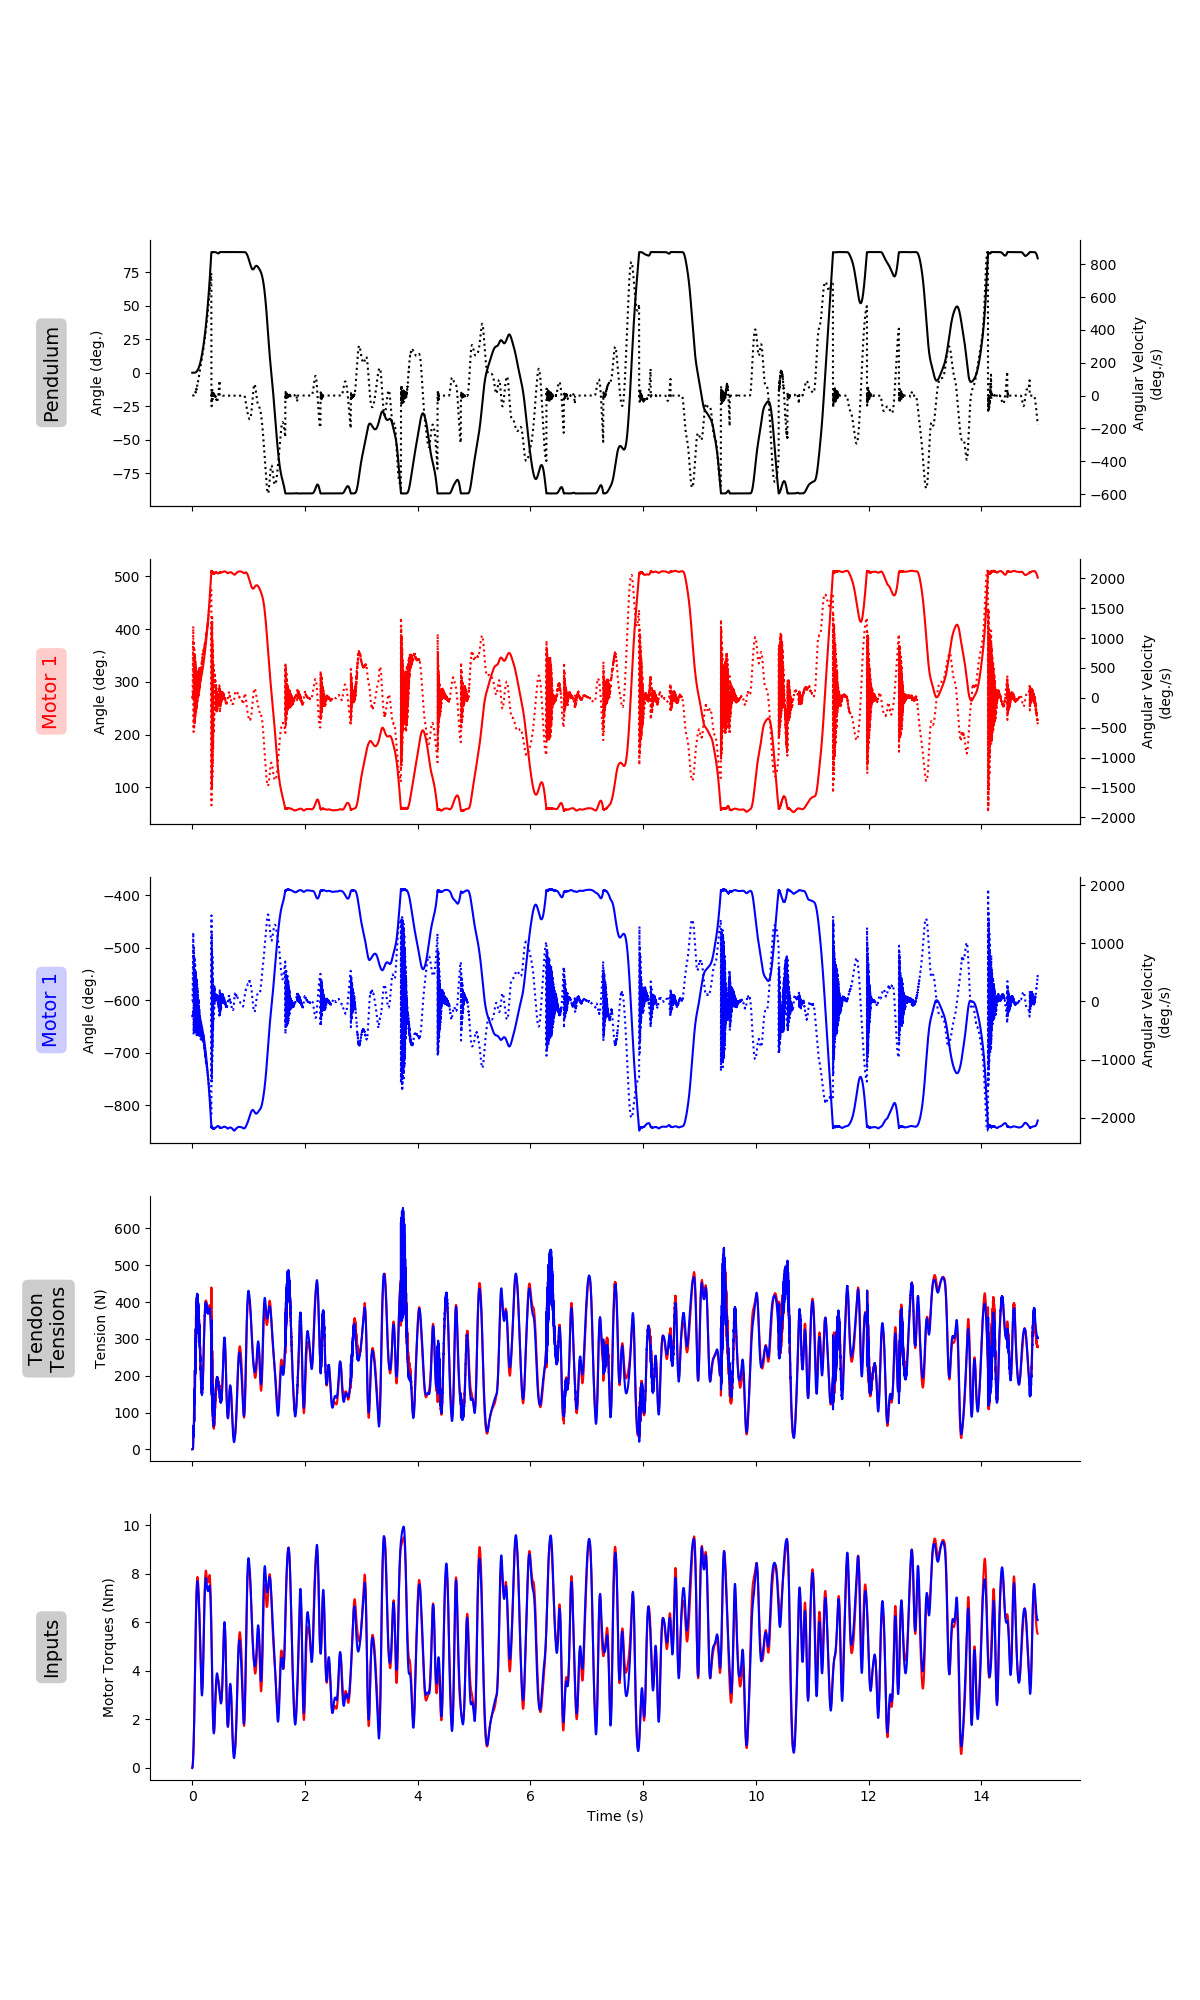 Pendulum
Angle (deg.)
75
50
25
0
−25
−50
−75
800
600
400
200
0
−200
−400
−600
Angular Velocity
(deg./s)
Motor 1
Angle (deg.)
500
400
300
200
100
2000
1500
1000
500
0
−500
−1000
−1500
−2000
Angular Velocity
(deg./s)
Motor 1
Angle (deg.)
−400
−500
−600
−700
−800
2000
1000
0
−1000
−2000
Angular Velocity
(deg./s)
Tendon
Tensions
Tension (N)
600
500
400
300
200
100
0
Inputs
Motor Torques (Nm)
10
8
6
4
2
0
0 2 4 6 8 10 12 14
Time (s)